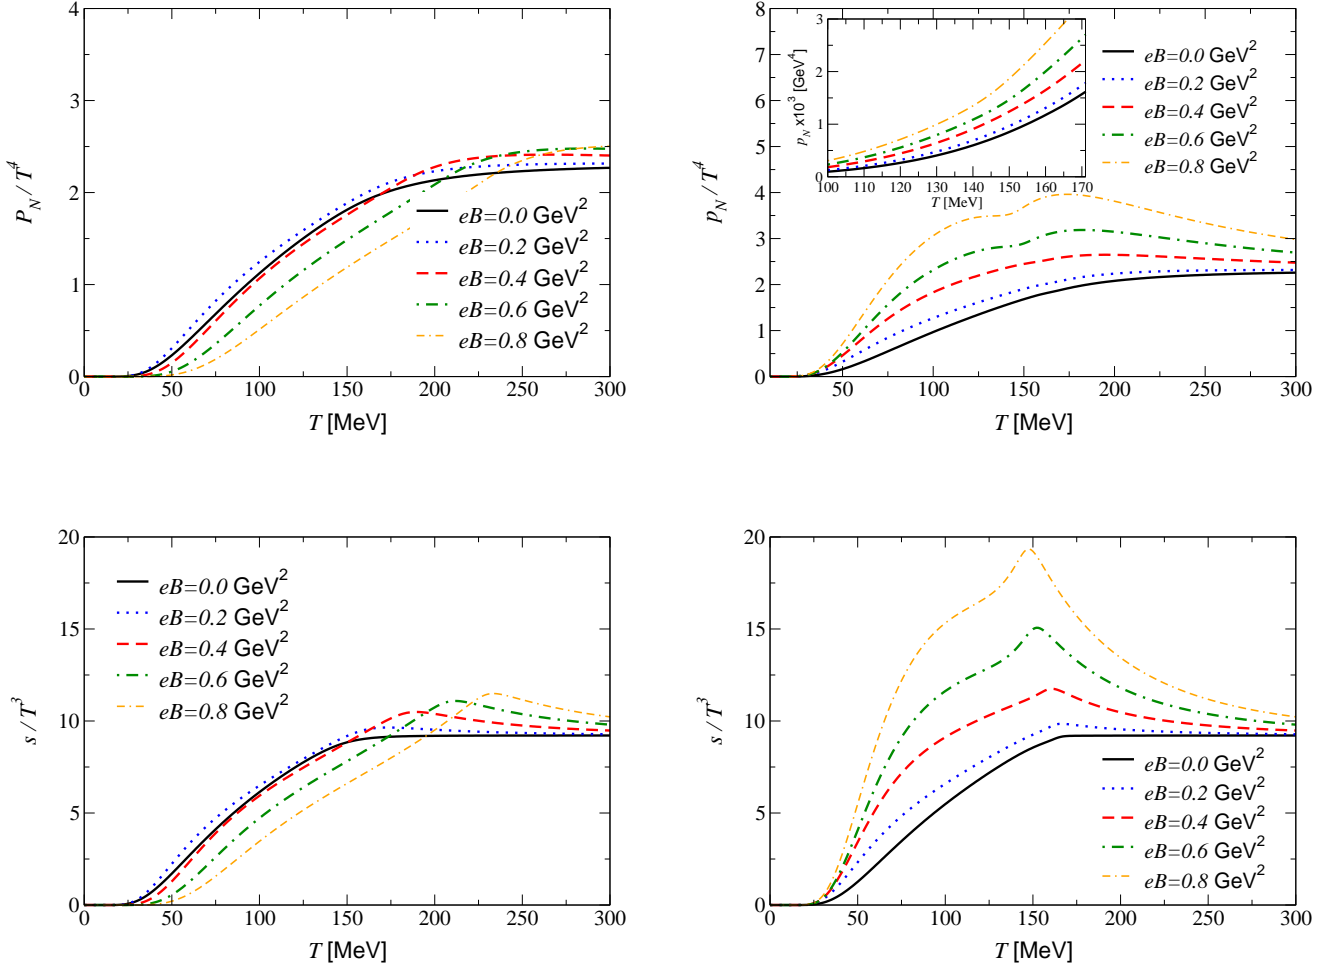 4
3
2
1
0
P_N / T^4
0 50 100 150 200 250 300
T [MeV]
eB=0.0 GeV^2
eB=0.2 GeV^2
eB=0.4 GeV^2
eB=0.6 GeV^2
eB=0.8 GeV^2
8
7
6
5
4
3
2
1
0
p_N / T^4
50 100 150 200 250 300
T [MeV]
3
2
1
0
p_N x10^3 [GeV^4]
100 110 120 130 140 150 160 170
T [MeV]
eB=0.0 GeV^2
eB=0.2 GeV^2
eB=0.4 GeV^2
eB=0.6 GeV^2
eB=0.8 GeV^2
20
15
10
5
0
s / T^3
0 50 100 150 200 250 300
T [MeV]
eB=0.0 GeV^2
eB=0.2 GeV^2
eB=0.4 GeV^2
eB=0.6 GeV^2
eB=0.8 GeV^2
20
15
10
5
0
s / T^3
0 50 100 150 200 250 300
T [MeV]
eB=0.0 GeV^2
eB=0.2 GeV^2
eB=0.4 GeV^2
eB=0.6 GeV^2
eB=0.8 GeV^2